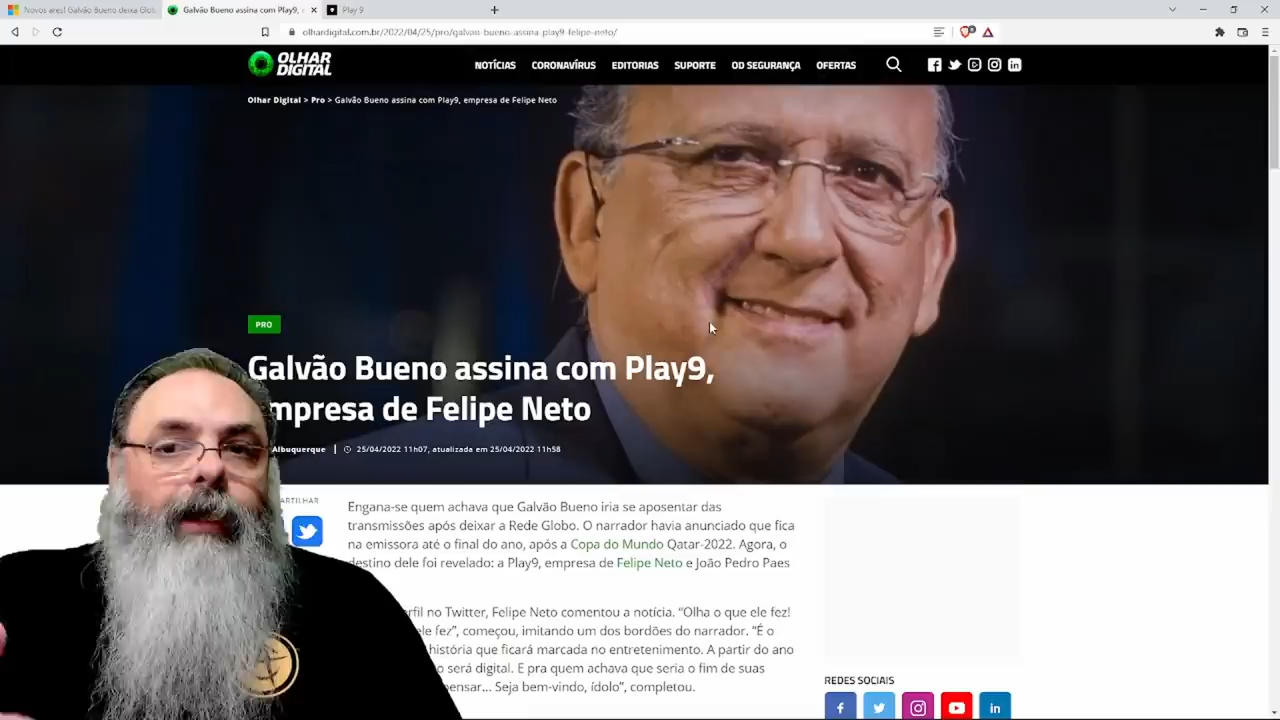 Novos ares! Galvão Bueno deixa Glob
Galvão Bueno assina com Play9,
Play 9
olhardigital.com.br/2022/04/25/pro/galvao-bueno-assina-play9-felipe-neto/
OLHAR DIGITAL
NOTÍCIAS CORONAVÍRUS EDITORIAS SUPORTE OD SEGURANÇA OFERTAS
Olhar Digital > Pro > Galvão Bueno assina com Play9, empresa de Felipe Neto
PRO
Galvão Bueno assina com Play9,
mpresa de Felipe Neto
Albuquerque | 25/04/2022 11h07, atualizada em 25/04/2022 11h58
ARTILHAR
Engana-se quem achava que Galvão Bueno iria se aposentar das
transmissões após deixar a Rede Globo. O narrador havia anunciado que fica
na emissora até o final do ano, após a Copa do Mundo Qatar-2022. Agora, o
destino dele foi revelado: a Play9, empresa de Felipe Neto e João Pedro Paes
rfil no Twitter, Felipe Neto comentou a notícia. “Olha o que ele fez!
ele fez”, começou, imitando um dos bordões do narrador. “É o
história que ficará marcada no entretenimento. A partir do ano
o será digital. E pra quem achava que seria o fim de suas
pensar... Seja bem-vindo, ídolo”, completou.
REDES SOCIAIS